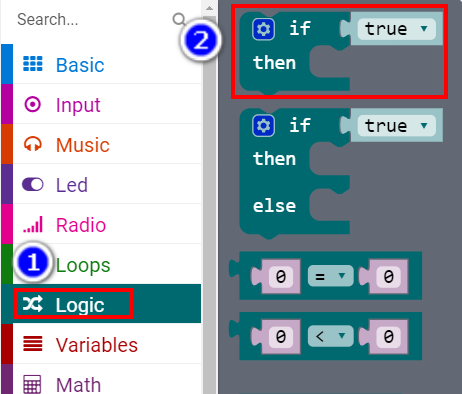 Search...
Basic
Input
Music
Led
Radio
1
Loops
Logic
Variables
Math
2
if true
then
if true
then
else
0 = 0
0 < 0